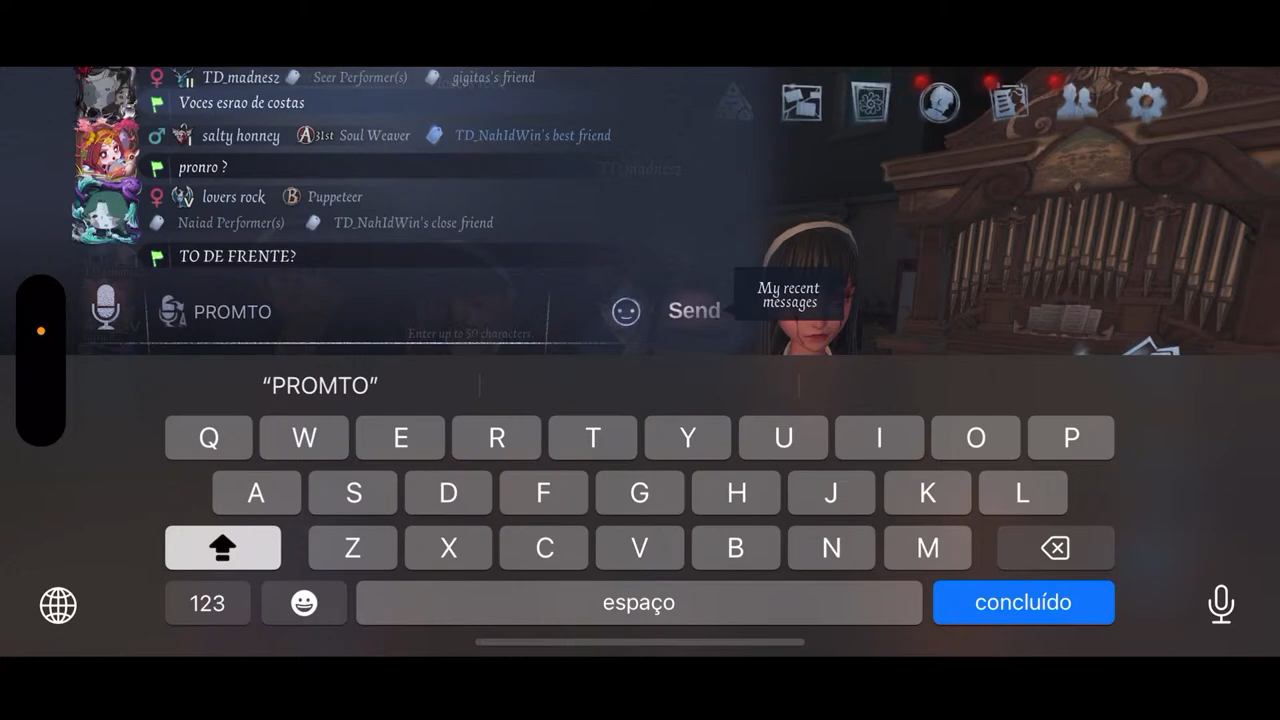 TD_madnesz Seer Performer(s) gigitas's friend
Voces esrao de costas
salty honney A 31st Soul Weaver TD_NahIdWin's best friend
pronro ?
TD_madnesz
lovers rock B Puppeteer
Naiad Performer(s) TD_NahIdWin's close friend
TO DE FRENTE?
My recent
messages
PROMTO Send
Enter up to 50 characters.
“PROMTO”
Q W E R T Y U I O P
A S D F G H J K L
Z X C V B N M
123 espaço concluído